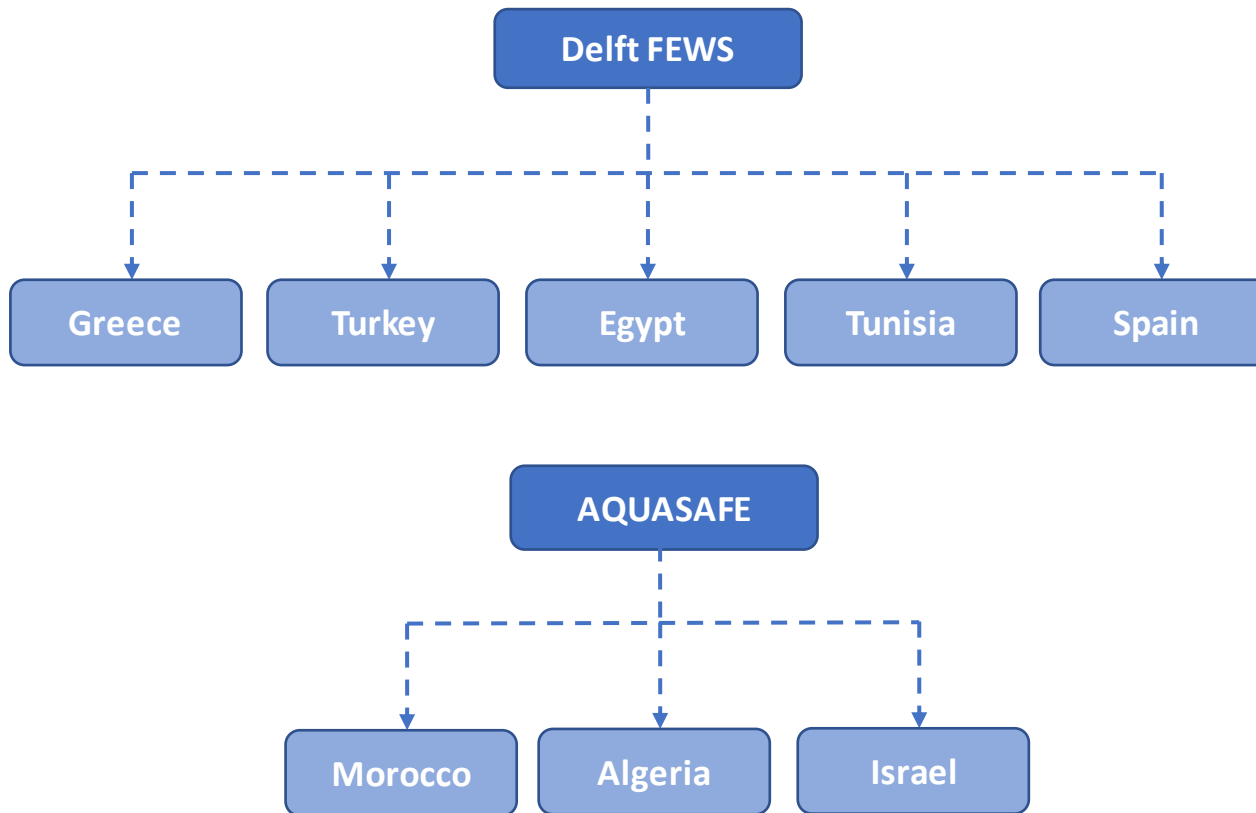 Delft FEWS
Greece
Turkey
Egypt
Tunisia
Spain
AQUASAFE
Morocco
Algeria
Israel